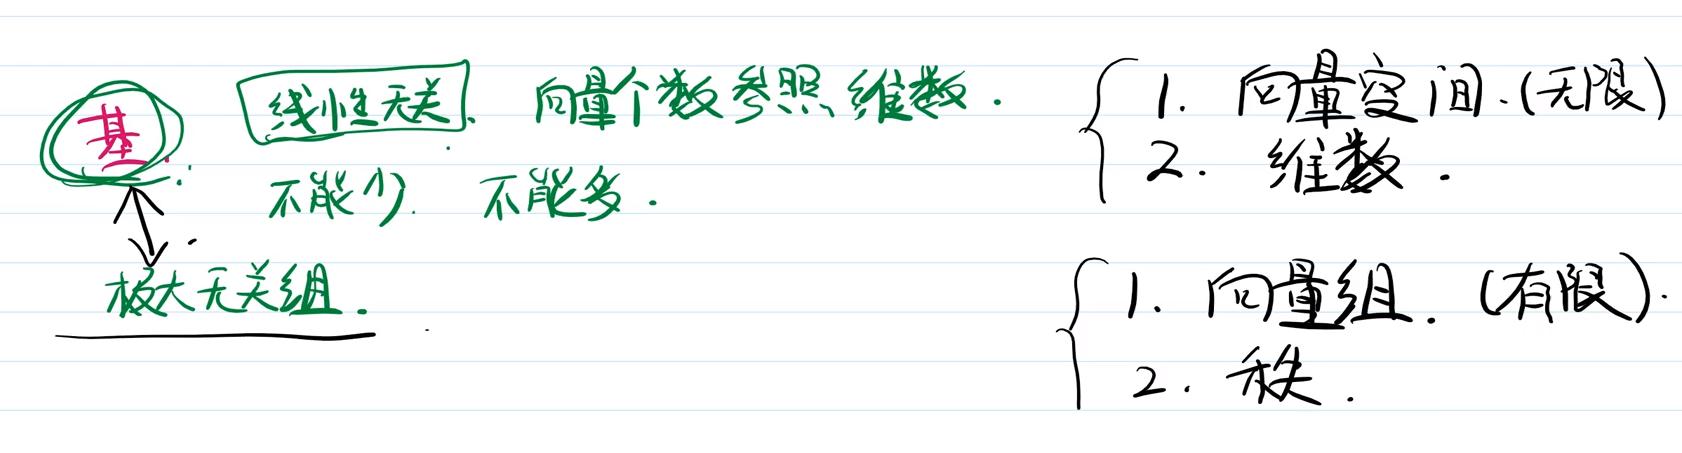 基: 线性无关. 向量个数参照维数.
不能少. 不能多.
极大无关组.
1. 向量空间.(无限)
2. 维数.
1. 向量组. (有限).
2. 秩.